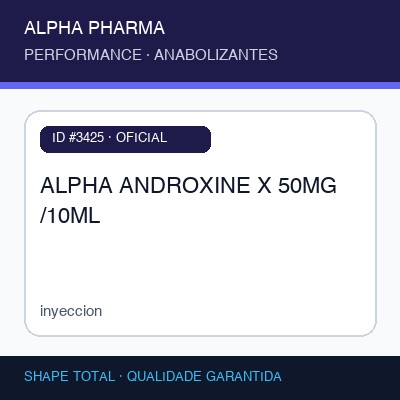 ALPHA PHARMA
PERFORMANCE · ANABOLIZANTES
ID #3425 · OFICIAL
ALPHA ANDROXINE X 50MG
/10ML
inyeccion
SHAPE TOTAL · QUALIDADE GARANTIDA